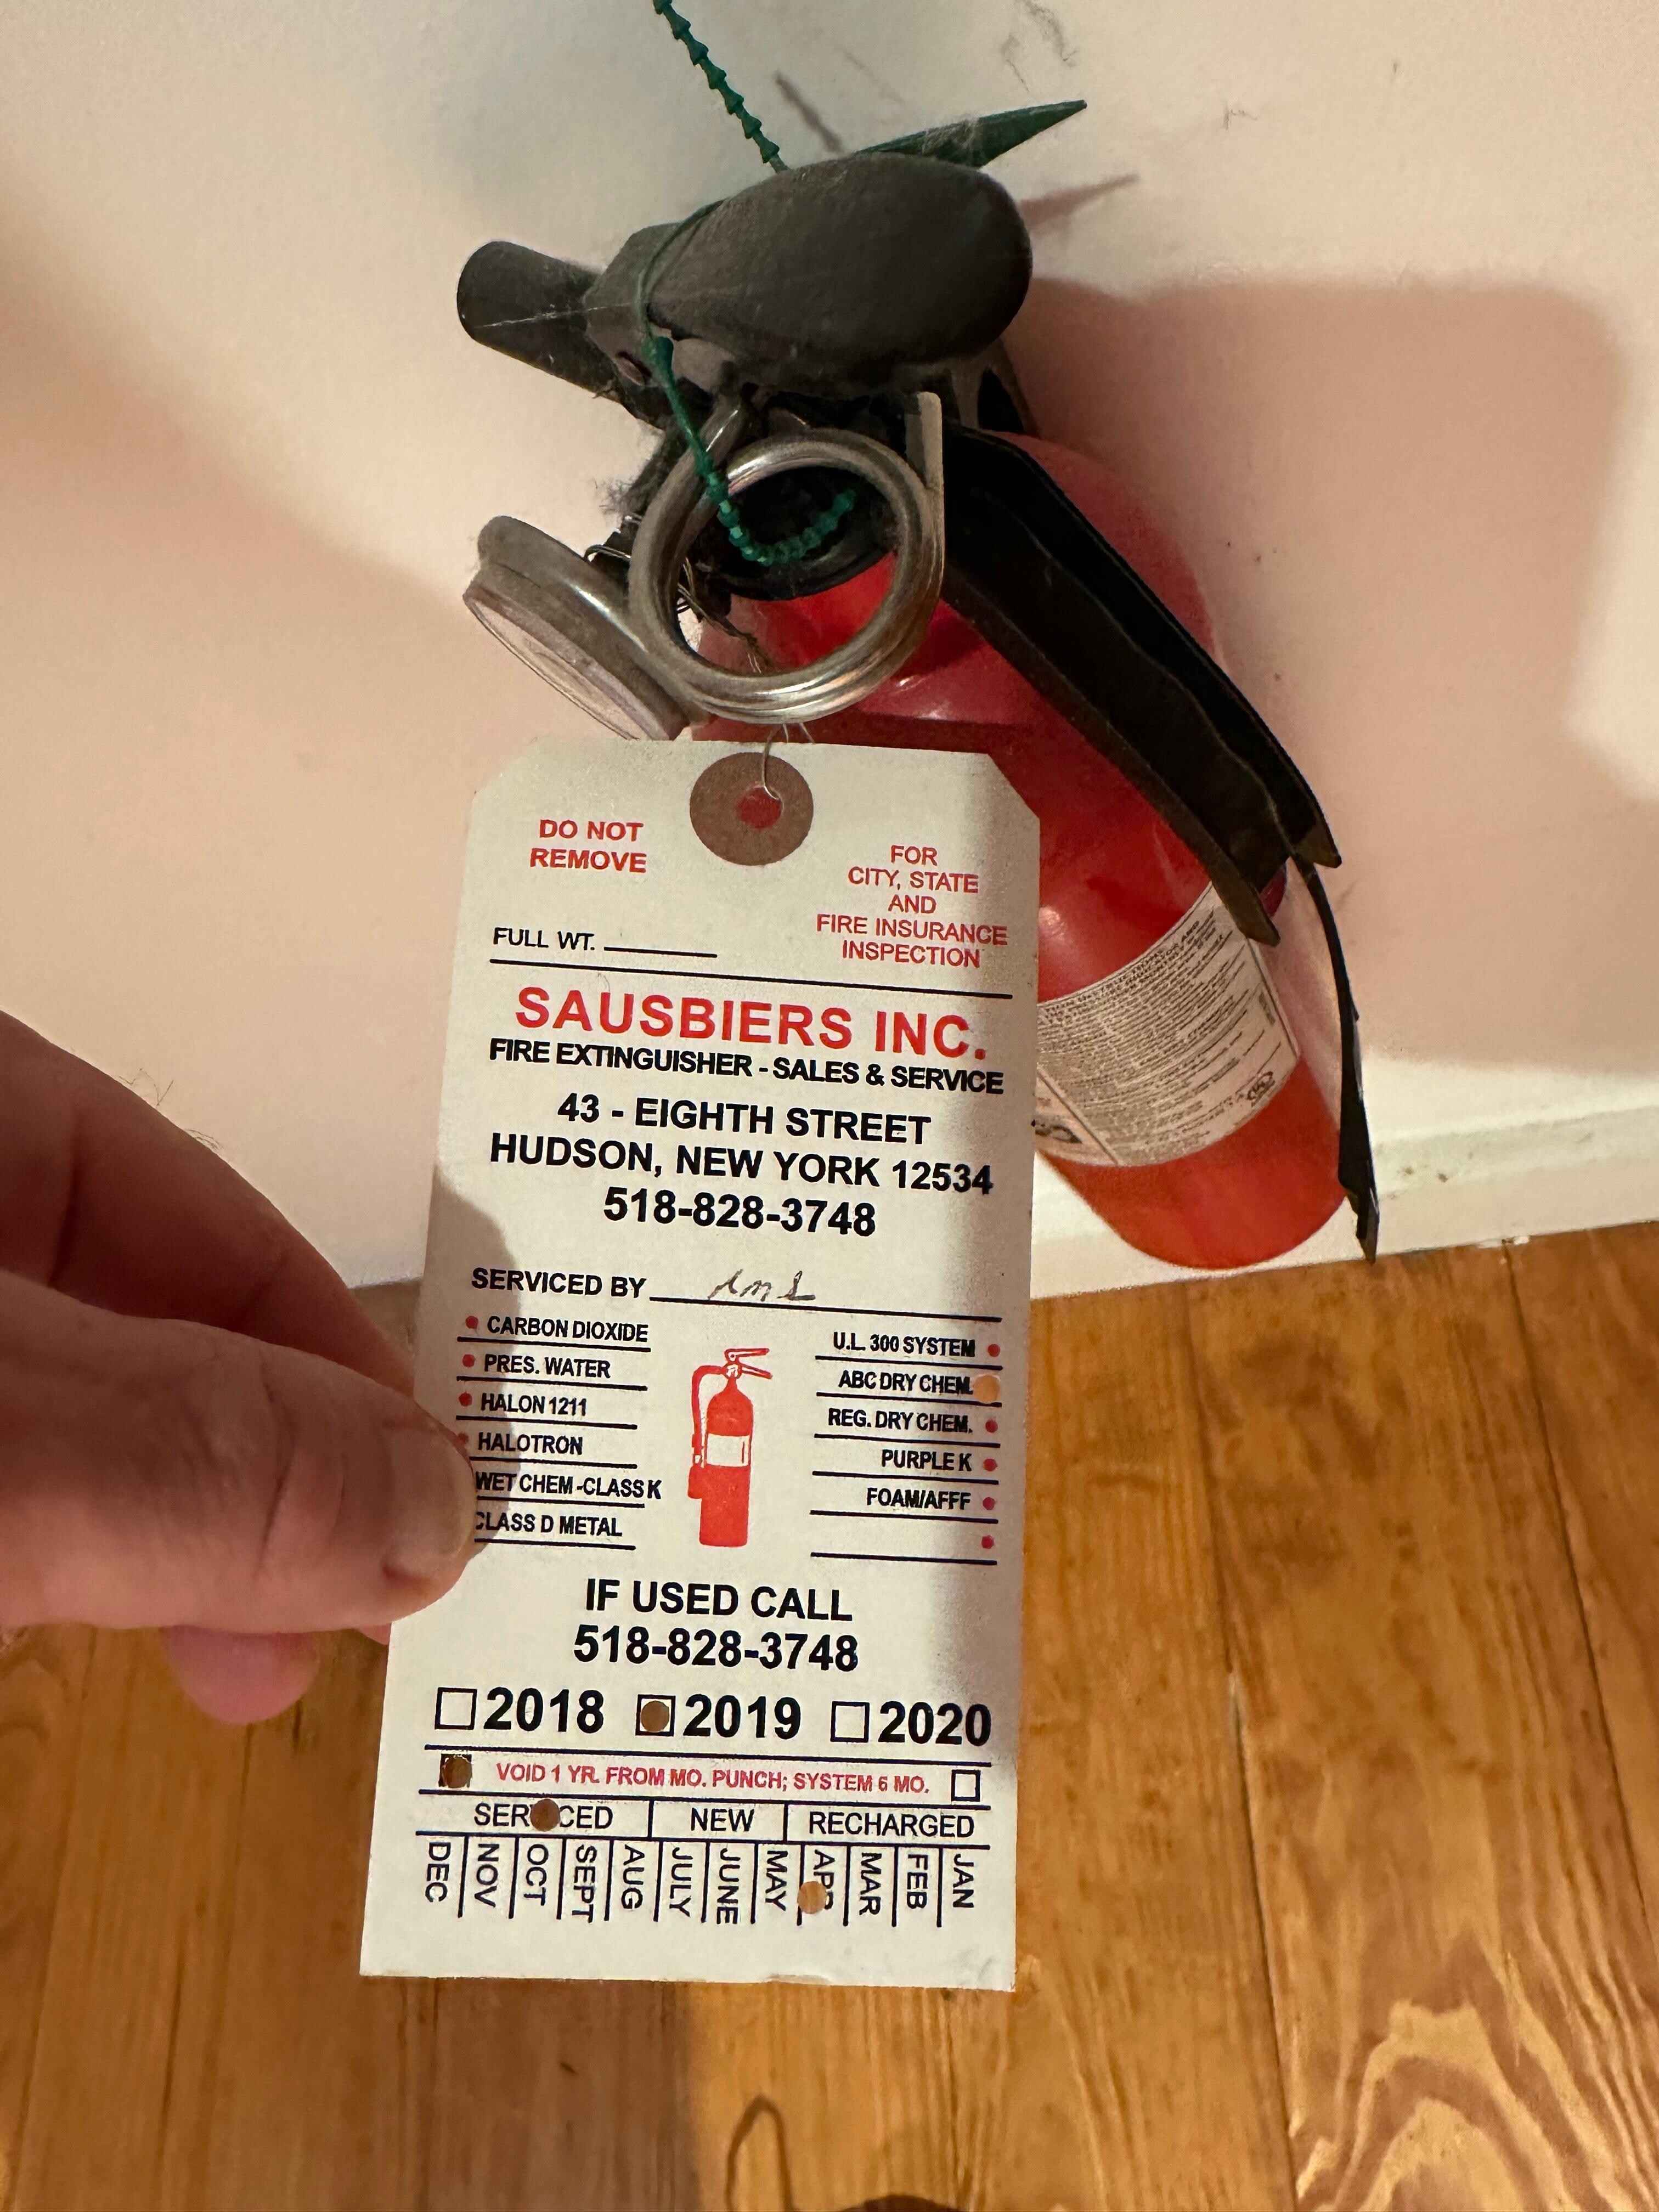 DO NOT
REMOVE
FOR
CITY, STATE
AND
FIRE INSURANCE
INSPECTION
FULL WT.
SAUSBIERS INC.
FIRE EXTINGUISHER - SALES & SERVICE
43 - EIGHTH STREET
HUDSON, NEW YORK 12534
518-828-3748
SERVICED BY
CARBON DIOXIDE
PRES. WATER
HALON 1211
HALOTRON
WET CHEM -CLASS K
CLASS D METAL
U.L. 300 SYSTEM
ABC DRY CHEM.
REG. DRY CHEM.
PURPLE K
FOAM/AFFF
IF USED CALL
518-828-3748
2018 2019 2020
VOID 1 YR. FROM MO. PUNCH; SYSTEM 6 MO.
SERVICED NEW RECHARGED
DEC NOV OCT SEPT AUG JULY JUNE MAY APR MAR FEB JAN